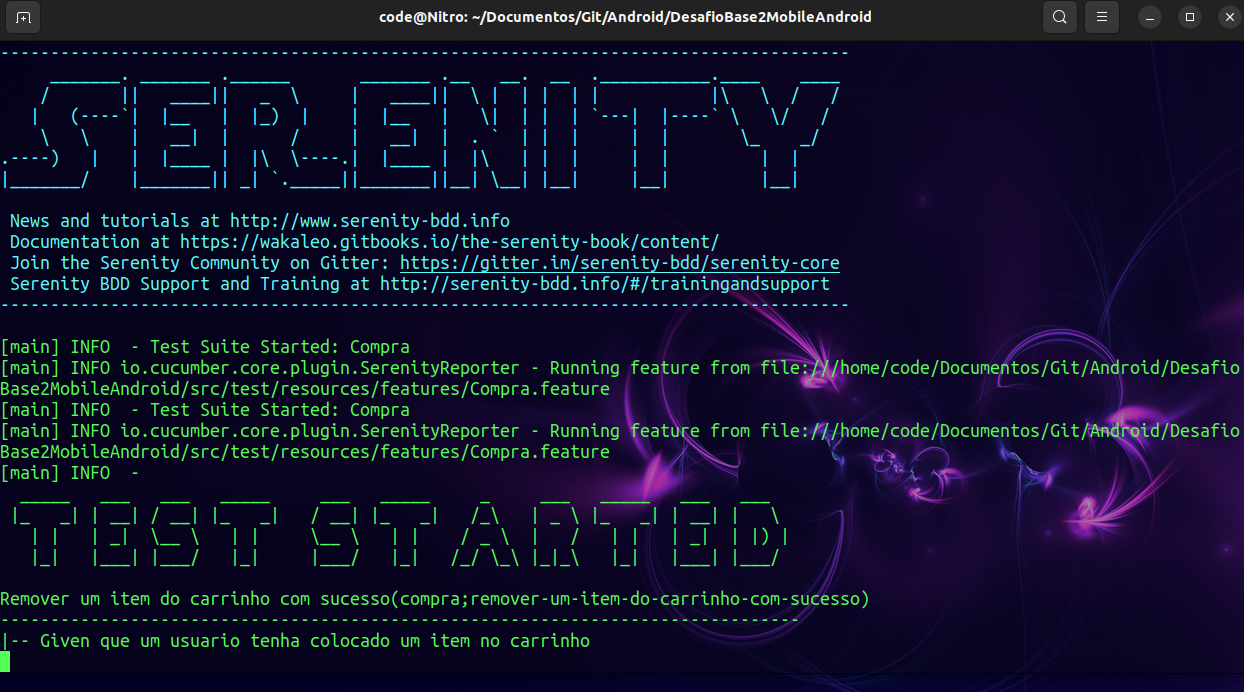 code@Nitro: ~/Documentos/Git/Android/DesafioBase2MobileAndroid
SERENITY
News and tutorials at http://www.serenity-bdd.info
Documentation at https://wakaleo.gitbooks.io/the-serenity-book/content/
Join the Serenity Community on Gitter: https://gitter.im/serenity-bdd/serenity-core
Serenity BDD Support and Training at http://serenity-bdd.info/#/trainingandsupport
[main] INFO  - Test Suite Started: Compra
[main] INFO io.cucumber.core.plugin.SerenityReporter - Running feature from file:///home/code/Documentos/Git/Android/Desafio
Base2MobileAndroid/src/test/resources/features/Compra.feature
[main] INFO  - Test Suite Started: Compra
[main] INFO io.cucumber.core.plugin.SerenityReporter - Running feature from file:///home/code/Documentos/Git/Android/Desafio
Base2MobileAndroid/src/test/resources/features/Compra.feature
[main] INFO  -
TEST STARTED
Remover um item do carrinho com sucesso(compra;remover-um-item-do-carrinho-com-sucesso)
--------------------------------------------------------------------------------
|-- Given que um usuario tenha colocado um item no carrinho